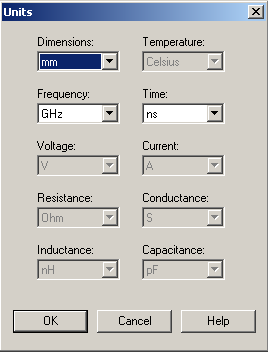 Units
Dimensions: Temperature:
mm Celsius
Frequency: Time:
GHz ns
Voltage: Current:
V A
Resistance: Conductance:
Ohm S
Inductance: Capacitance:
nH pF
OK Cancel Help